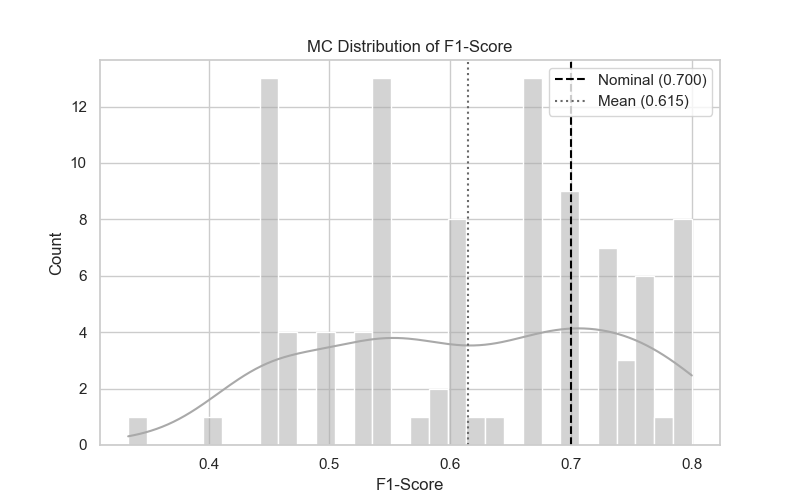 MC Distribution of F1-Score
Nominal (0.700)
Mean (0.615)
Count
12
10
8
6
4
2
0
0.4 0.5 0.6 0.7 0.8
F1-Score